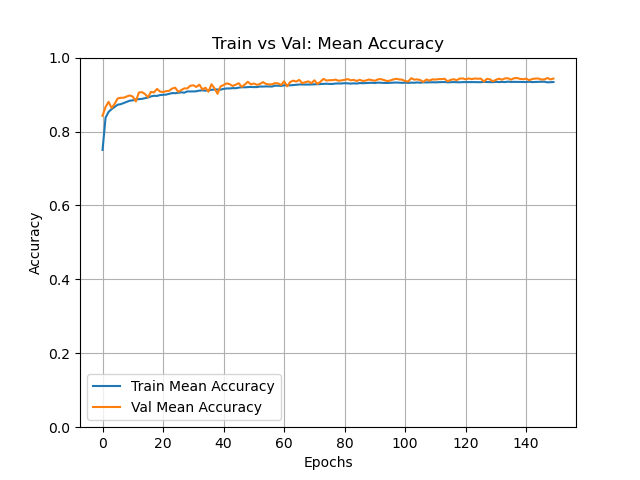 Train vs Val: Mean Accuracy
1.0
0.8
0.6
0.4
0.2
0.0
Accuracy
Train Mean Accuracy
Val Mean Accuracy
0 20 40 60 80 100 120 140
Epochs